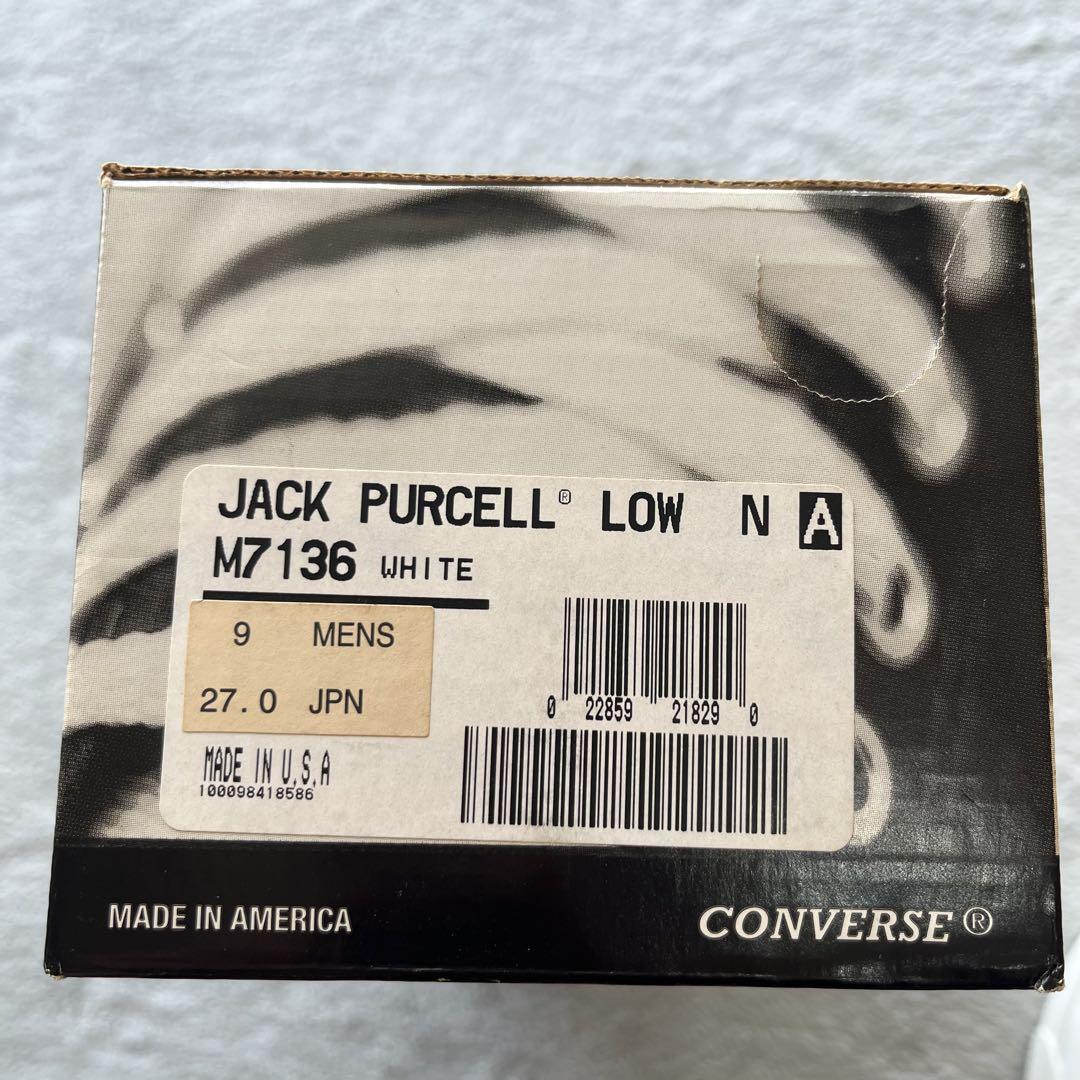 JACK PURCELL® LOW N A
M7136 WHITE
9 MENS
27.0 JPN
0 22859 21829 0
MADE IN U.S.A
100098418586
MADE IN AMERICA
CONVERSE®